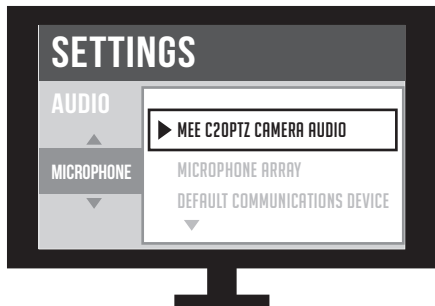 SETTINGS
AUDIO
MEE C20PTZ CAMERA AUDIO
MICROPHONE
MICROPHONE ARRAY
DEFAULT COMMUNICATIONS DEVICE